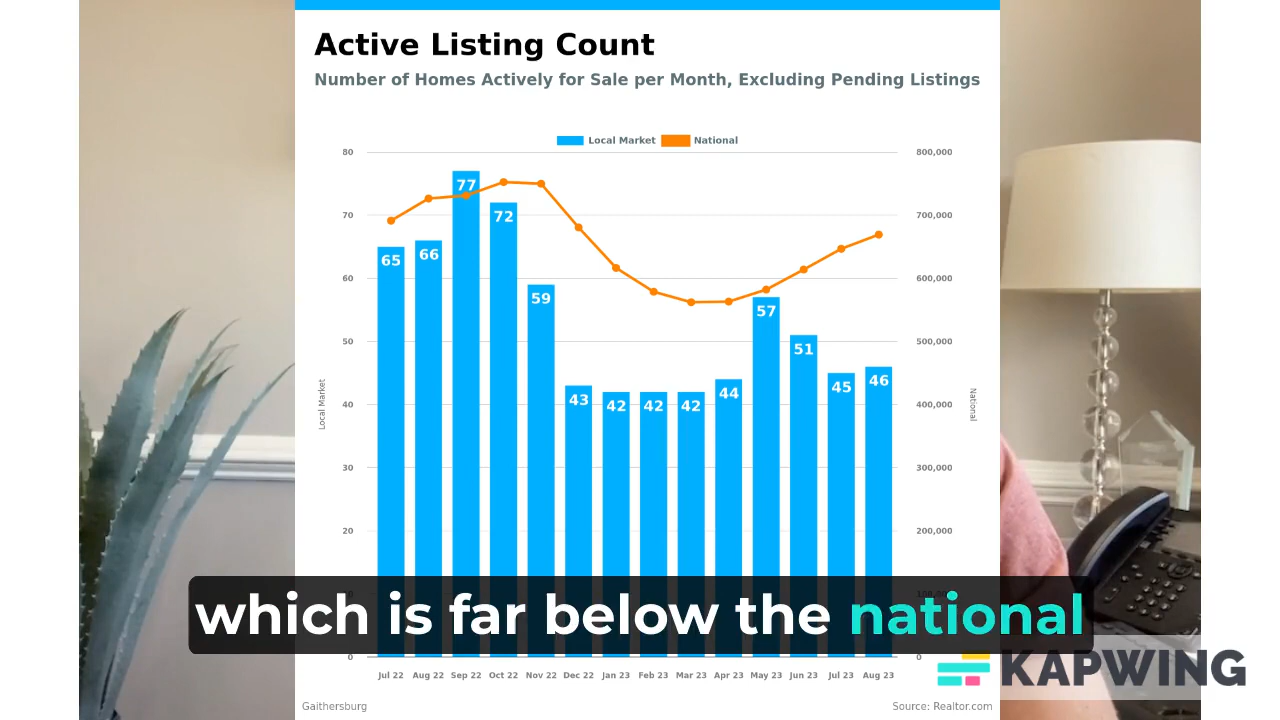 Active Listing Count
Number of Homes Actively for Sale per Month, Excluding Pending Listings
Local Market National
80 800,000
77
70 72 700,000
65 66
60 59 600,000
57
50 51 500,000
43 42 42 42 44 45 46
40 400,000
Local Market
National
30 300,000
20 200,000
which is far below the national
0 0
KAPWING
Jul 22 Aug 22 Sep 22 Oct 22 Nov 22 Dec 22 Jan 23 Feb 23 Mar 23 Apr 23 May 23 Jun 23 Jul 23 Aug 23
Gaithersburg Source: Realtor.com